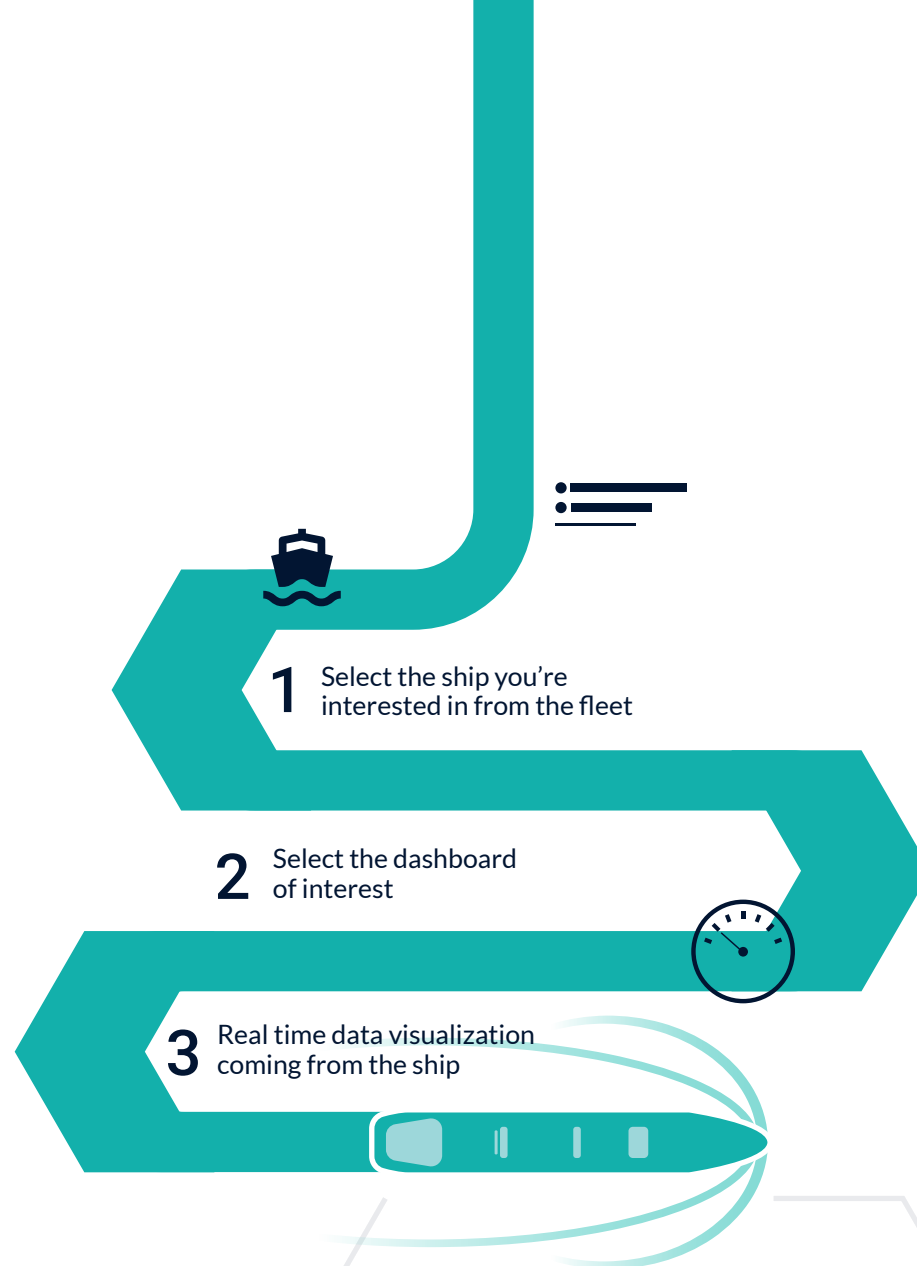 1 Select the ship you’re
interested in from the fleet
2 Select the dashboard
of interest
3 Real time data visualization
coming from the ship